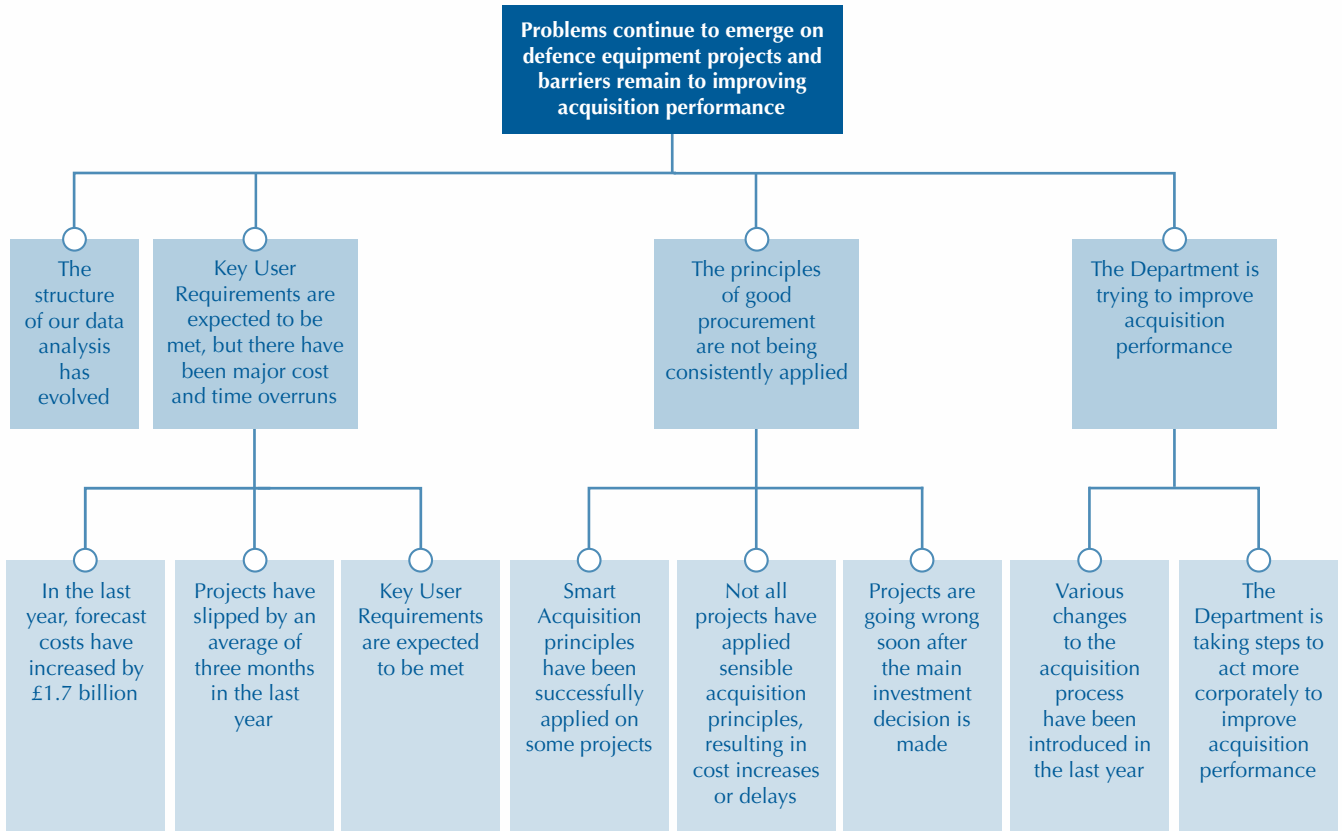 Problems continue to emerge on
defence equipment projects and
barriers remain to improving
acquisition performance
The
structure
of our data
analysis
has
evolved
Key User
Requirements are
expected to be
met, but there have
been major cost
and time overruns
The principles
of good
procurement
are not being
consistently applied
The Department is
trying to improve
acquisition
performance
In the last
year, forecast
costs have
increased by
£1.7 billion
Projects have
slipped by an
average of
three months
in the last
year
Key User
Requirements
are expected
to be met
Smart
Acquisition
principles
have been
successfully
applied on
some projects
Not all
projects have
applied
sensible
acquisition
principles,
resulting in
cost increases
or delays
Projects are
going wrong
soon after
the main
investment
decision is
made
Various
changes
to the
acquisition
process
have been
introduced in
the last year
The
Department is
taking steps to
act more
corporately to
improve
acquisition
performance